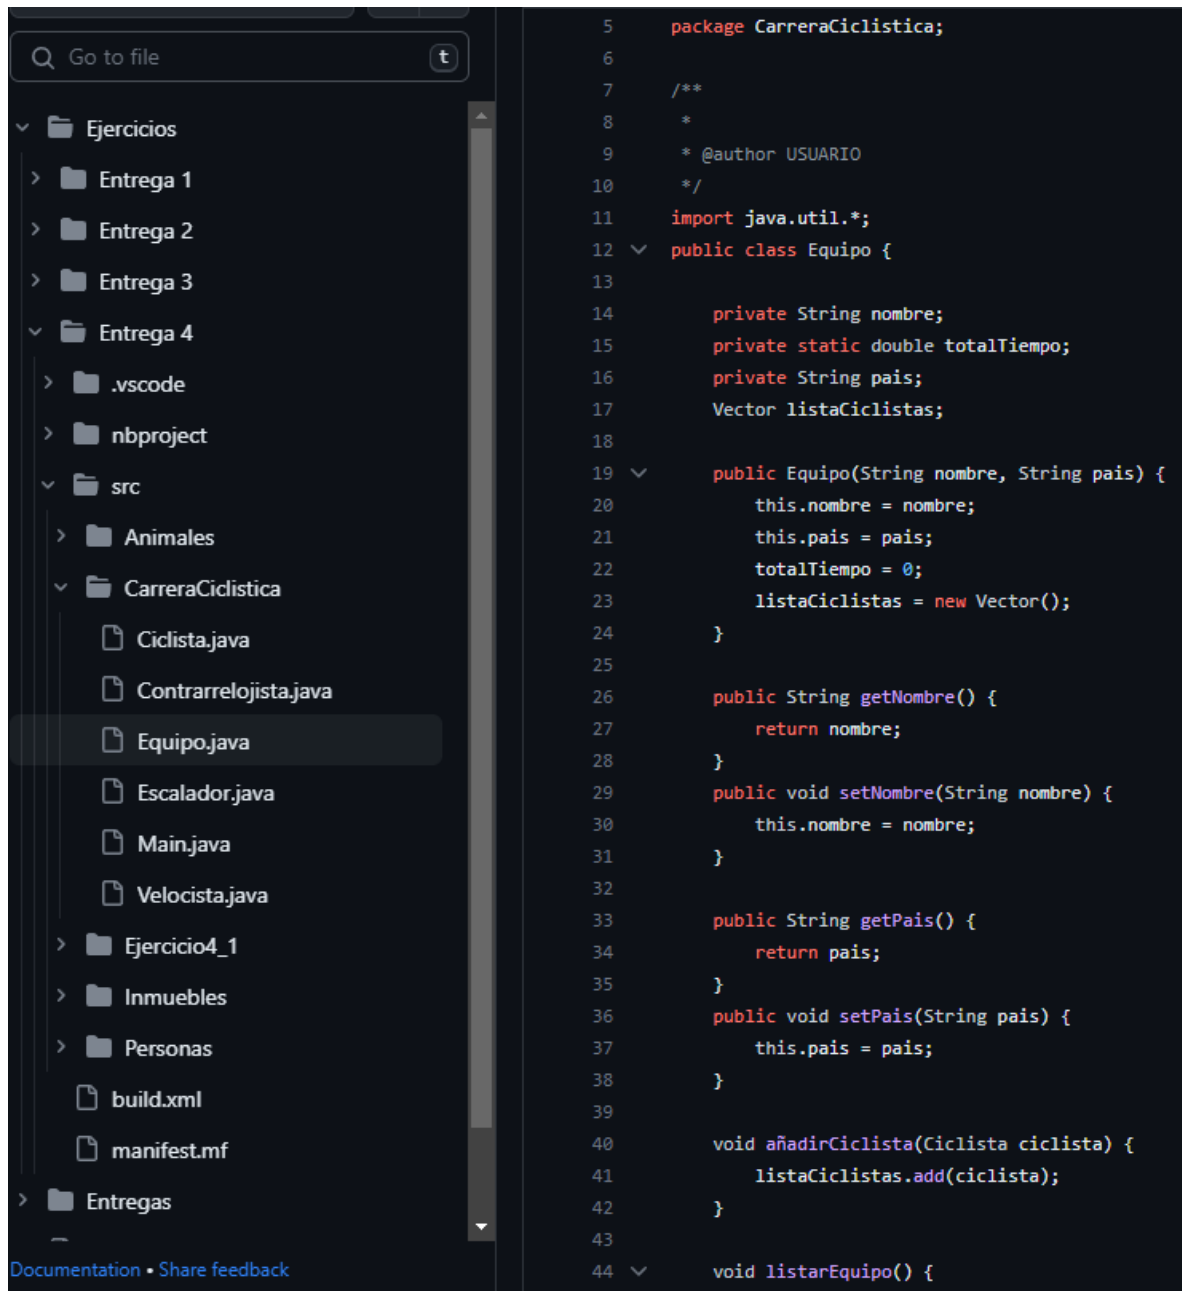 Go to file
t
Ejercicios
Entrega 1
Entrega 2
Entrega 3
Entrega 4
.vscode
nbproject
src
Animales
CarreraCiclistica
Ciclista.java
Contrarrelojista.java
Equipo.java
Escalador.java
Main.java
Velocista.java
Ejercicio4_1
Inmuebles
Personas
build.xml
manifest.mf
Entregas
Documentation • Share feedback
5 package CarreraCiclistica;
6
7 /**
8 *
9 * @author USUARIO
10 */
11 import java.util.*;
12 public class Equipo {
13
14 private String nombre;
15 private static double totalTiempo;
16 private String pais;
17 Vector listaCiclistas;
18
19 public Equipo(String nombre, String pais) {
20 this.nombre = nombre;
21 this.pais = pais;
22 totalTiempo = 0;
23 listaCiclistas = new Vector();
24 }
25
26 public String getNombre() {
27 return nombre;
28 }
29 public void setNombre(String nombre) {
30 this.nombre = nombre;
31 }
32
33 public String getPais() {
34 return pais;
35 }
36 public void setPais(String pais) {
37 this.pais = pais;
38 }
39
40 void añadirCiclista(Ciclista ciclista) {
41 listaCiclistas.add(ciclista);
42 }
43
44 void listarEquipo() {